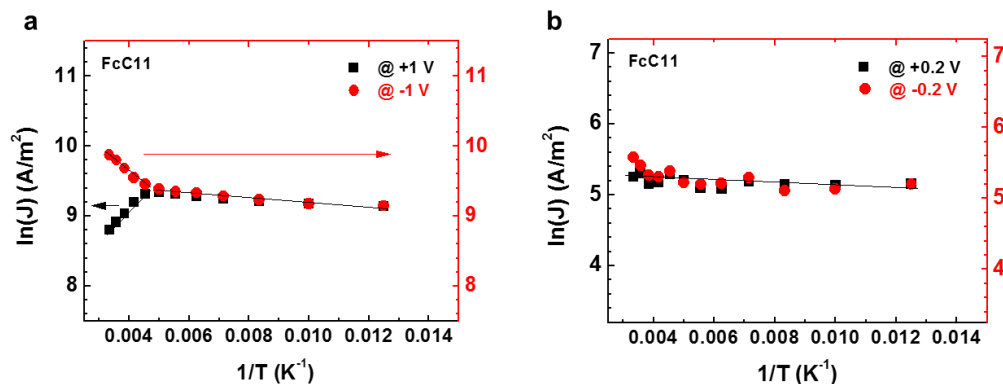 a
FcC11
@ +1 V
@ -1 V
11
10
9
8
11
10
9
8
0.004 0.006 0.008 0.010 0.012 0.014
ln(J) (A/m²)
1/T (K⁻¹)
b
FcC11
@ +0.2 V
@ -0.2 V
7
6
5
4
7
6
5
4
0.004 0.006 0.008 0.010 0.012 0.014
ln(J) (A/m²)
1/T (K⁻¹)